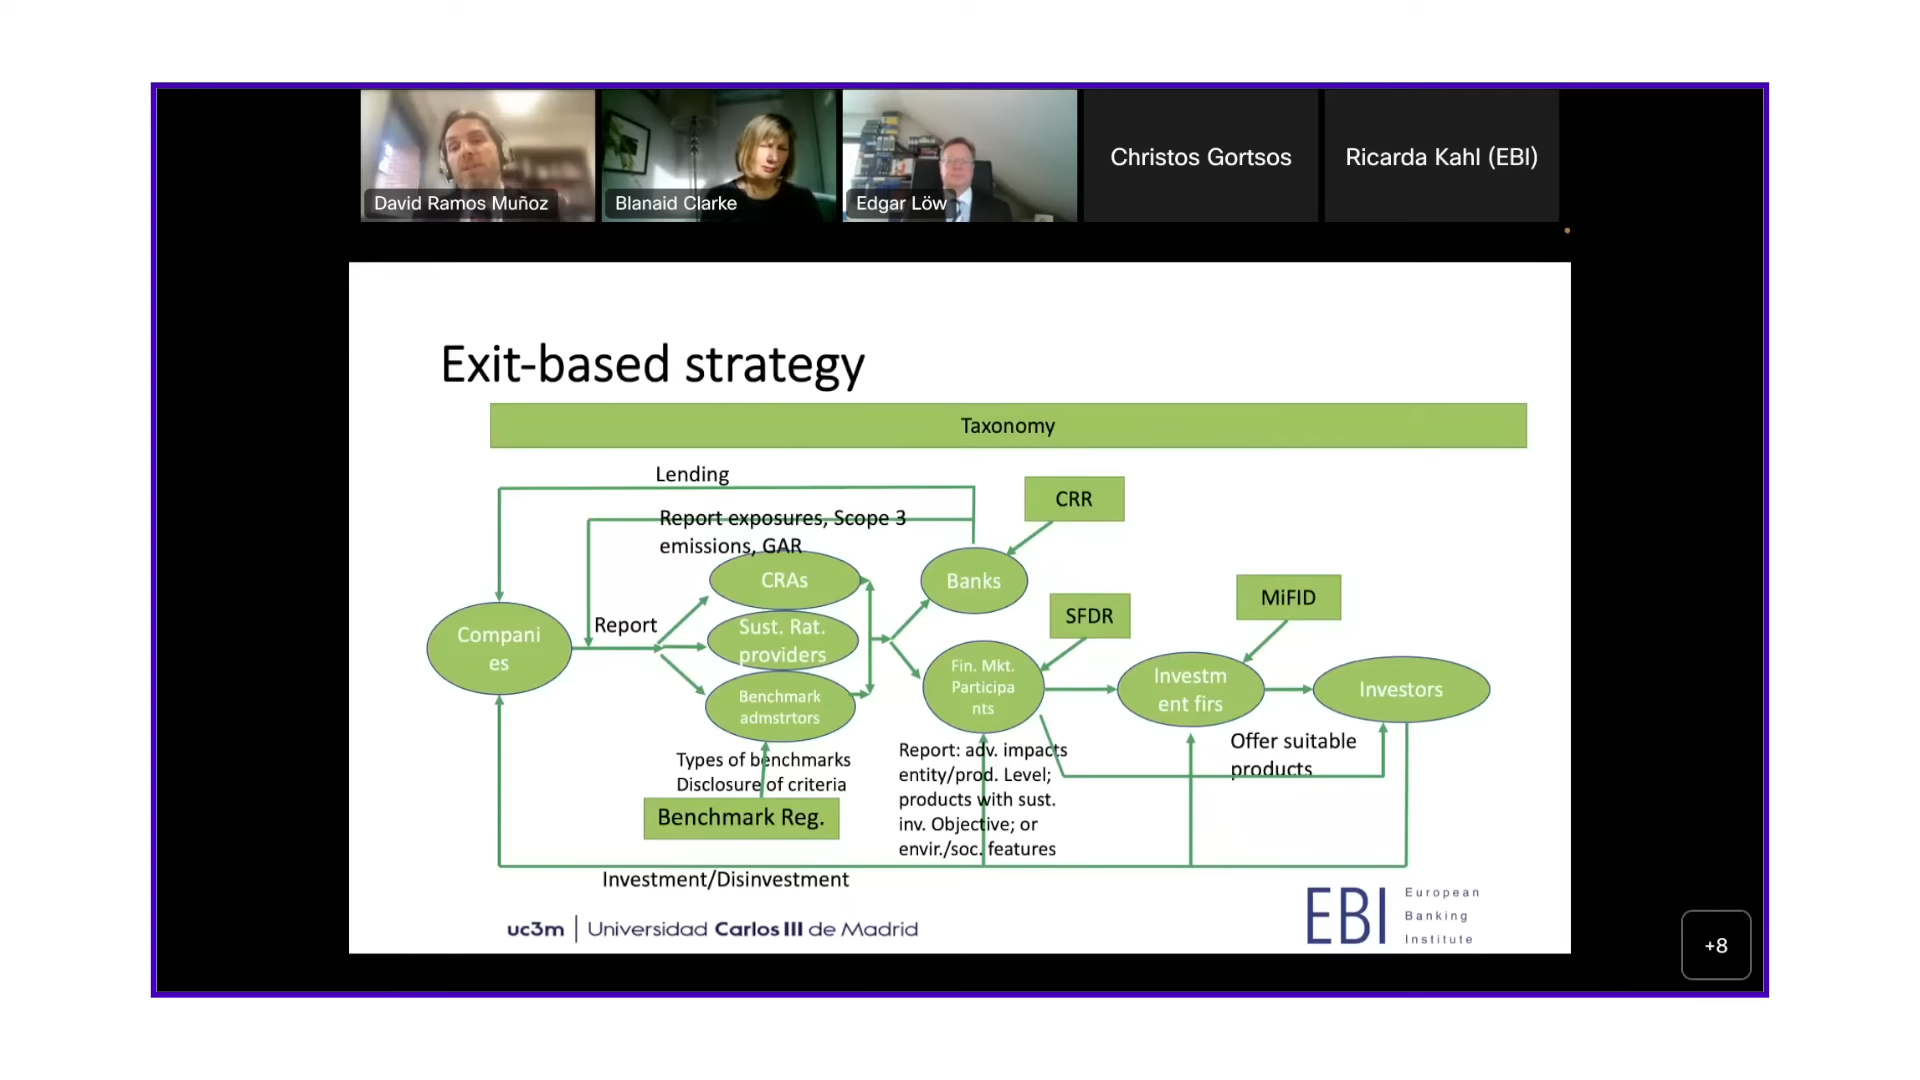 David Ramos Muñoz
Blanaid Clarke
Edgar Löw
Christos Gortsos
Ricarda Kahl (EBI)
Exit-based strategy
Taxonomy
Lending
CRR
Report exposures, Scope 3
emissions, GAR
CRAs
Banks
MiFID
SFDR
Report
Compani
es
Sust. Rat.
providers
Fin. Mkt.
Participa
nts
Investm
ent firs
Investors
Benchmark
admstrtors
Types of benchmarks
Disclosure of criteria
Benchmark Reg.
Report: adv. impacts
entity/prod. Level;
products with sust.
inv. Objective; or
envir./soc. features
Offer suitable
products
Investment/Disinvestment
uc3m | Universidad Carlos III de Madrid
EBI
European
Banking
Institute
+8